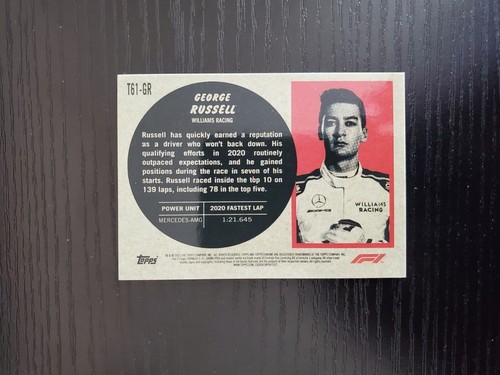 T61-GR
GEORGE
RUSSELL
WILLIAMS RACING
Russell has quickly earned a reputation
as a driver who won't back down. His
qualifying efforts in 2020 routinely
outpaced expectations, and he gained
positions during the race in seven of his
starts. Russell raced inside the top 10 on
139 laps, including 78 in the top five.
POWER UNIT 2020 FASTEST LAP
MERCEDES-AMG 1:21.645
WILLIAMS
RACING
Topps
F1